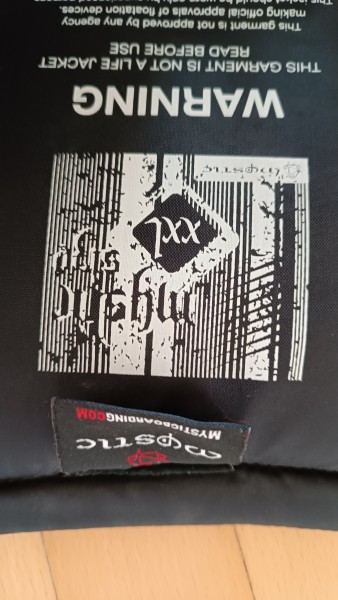 MYSTIC
MYSTICBOARDING.COM
mystic
xxl
MYSTIC
WARNING
THIS GARMENT IS NOT A LIFE JACKET
READ BEFORE USE
This garment is not approved by any agency
making official approvals of floatation devices.